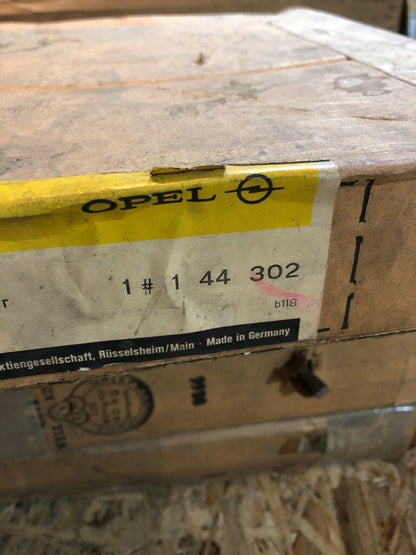 OPEL
r
1 # 1 44 302
b118
ktiengesellschaft, Rüsselsheim/Main · Made in Germany